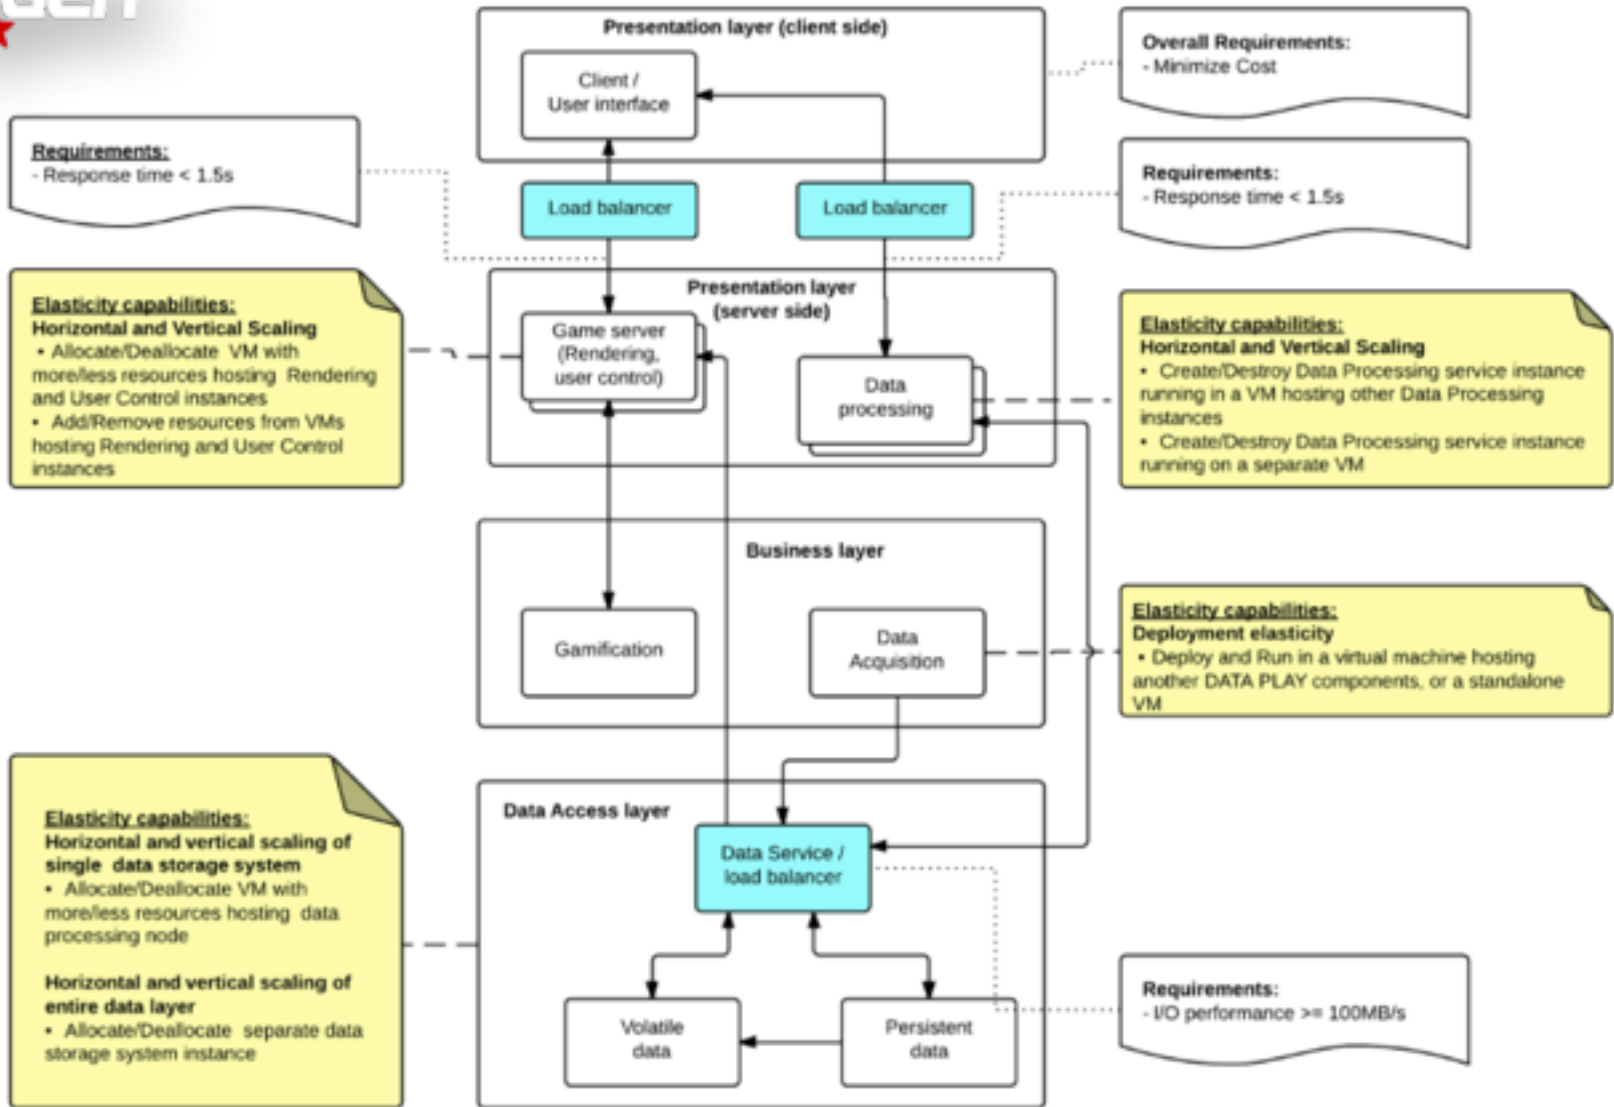 Presentation layer (client side)
Client /
User interface
Overall Requirements:
- Minimize Cost
Requirements:
- Response time < 1.5s
Requirements:
- Response time < 1.5s
Load balancer
Load balancer
Elasticity capabilities:
Horizontal and Vertical Scaling
• Allocate/Deallocate VM with
more/less resources hosting Rendering
and User Control instances
• Add/Remove resources from VMs
hosting Rendering and User Control
instances
Presentation layer
(server side)
Game server
(Rendering,
user control)
Data
processing
Elasticity capabilities:
Horizontal and Vertical Scaling
• Create/Destroy Data Processing service instance
running in a VM hosting other Data Processing
instances
• Create/Destroy Data Processing service instance
running on a separate VM
Business layer
Gamification
Data
Acquisition
Elasticity capabilities:
Deployment elasticity
• Deploy and Run in a virtual machine hosting
another DATA PLAY components, or a standalone
VM
Elasticity capabilities:
Horizontal and vertical scaling of
single data storage system
• Allocate/Deallocate VM with
more/less resources hosting data
processing node
Horizontal and vertical scaling of
entire data layer
• Allocate/Deallocate separate data
storage system instance
Data Access layer
Data Service /
load balancer
Volatile
data
Persistent
data
Requirements:
- I/O performance >= 100MB/s